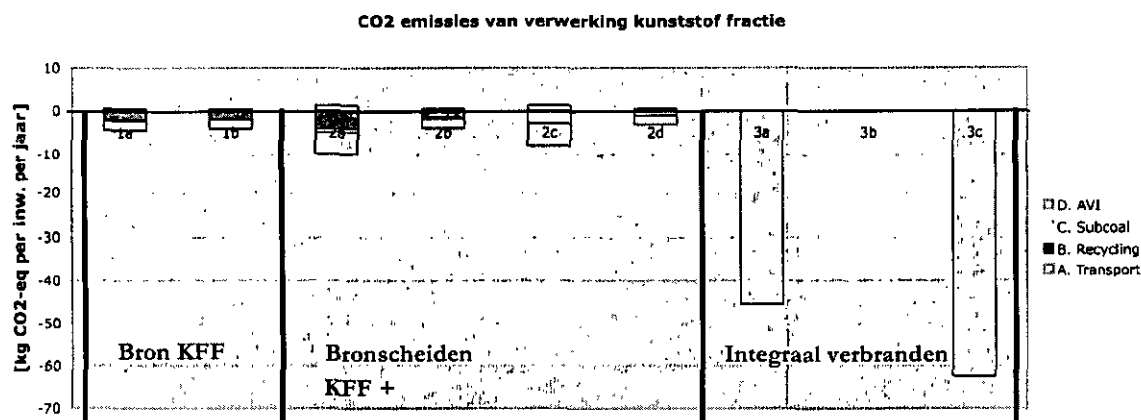 CO2 emissies van verwerking kunststof fractie
[kg CO2-eq per inw. per jaar]
10
0
-10
-20
-30
-40
-50
-60
-70
1a
1b
2a
2b
2c
2d
3a
3b
3c
Bron KFF
Bronscheiden
KFF +
Integraal verbranden
D. AVI
C. Subcoal
B. Recycling
A. Transport